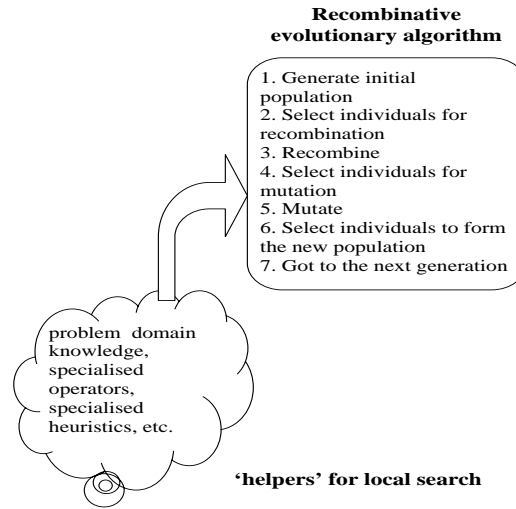 Recombinative
evolutionary algorithm
1. Generate initial
population
2. Select individuals for
recombination
3. Recombine
4. Select individuals for
mutation
5. Mutate
6. Select individuals to form
the new population
7. Got to the next generation
problem domain
knowledge,
specialised
operators,
specialised
heuristics, etc.
‘helpers’ for local search